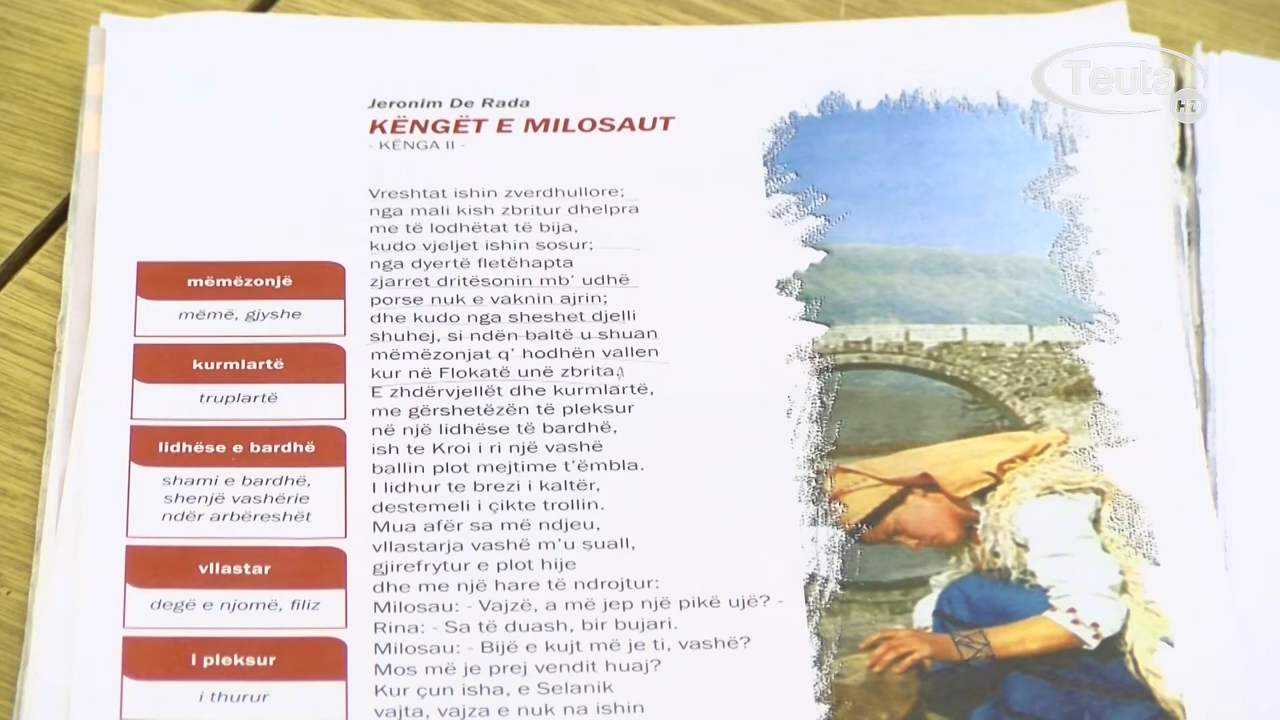 Teuta
HD
Jeronim De Rada
KËNGËT E MILOSAUT
- KËNGA II -
Vreshtat ishin zverdhullore;
nga mali kish zbritur dhelpra
me të lodhëtat të bija,
kudo vjeljet ishin sosur;
nga dyertë fletëhapta
zjarret dritësonin mb' udhë
porse nuk e vaknin ajrin;
dhe kudo nga sheshet djelli
shuhej, si ndën baltë u shuan
mëmëzonjat q' hodhën vallen
kur në Flokatë unë zbrita.
E zhdërvjellët dhe kurmlartë,
me gërshetëzën të pleksur
në një lidhëse të bardhë,
ish te Kroi i ri një vashë
ballin plot mejtime t'ëmbla.
I lidhur te brezi i kaltër,
destemeli i çikte trollin.
Mua afër sa më ndjeu,
vllastarja vashë m'u suall,
gjirefrytur e plot hije
dhe me një hare të ndrojtur:
Milosau: - Vajzë, a më jep një pikë ujë? -
Rina: - Sa të duash, bir bujari.
Milosau: - Bijë e kujt më je ti, vashë?
Mos më je prej vendit huaj?
Kur çun isha, e Selanik
vajta, vajza e nuk na ishin
mëmëzonjë
mëmë, gjyshe
kurmlartë
truplartë
lidhëse e bardhë
shami e bardhë,
shenjë vashërie
ndër arbëreshët
vllastar
degë e njomë, filiz
I pleksur
i thurur